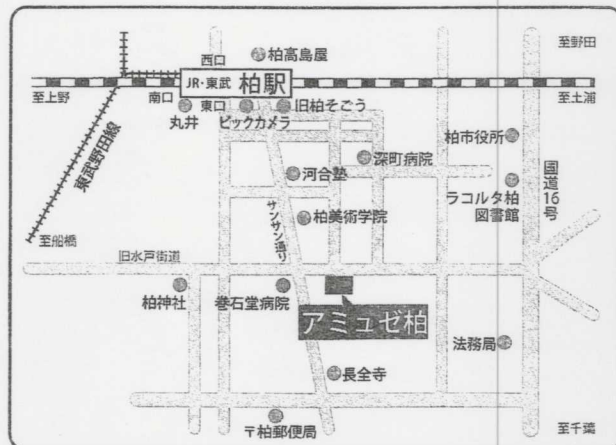 至野田
西口
柏髙島屋
JR・東武 柏駅
至上野
南口
東口
旧柏そごう
至土浦
丸井
ビックカメラ
東武野田線
柏市役所
深町病院
河合塾
国道16号
ラコルタ柏
図書館
サンサン通り
柏美術学院
至船橋
旧水戸街道
柏神社
巻石堂病院
アミュゼ柏
法務局
長全寺
〒柏郵便局
至千葉